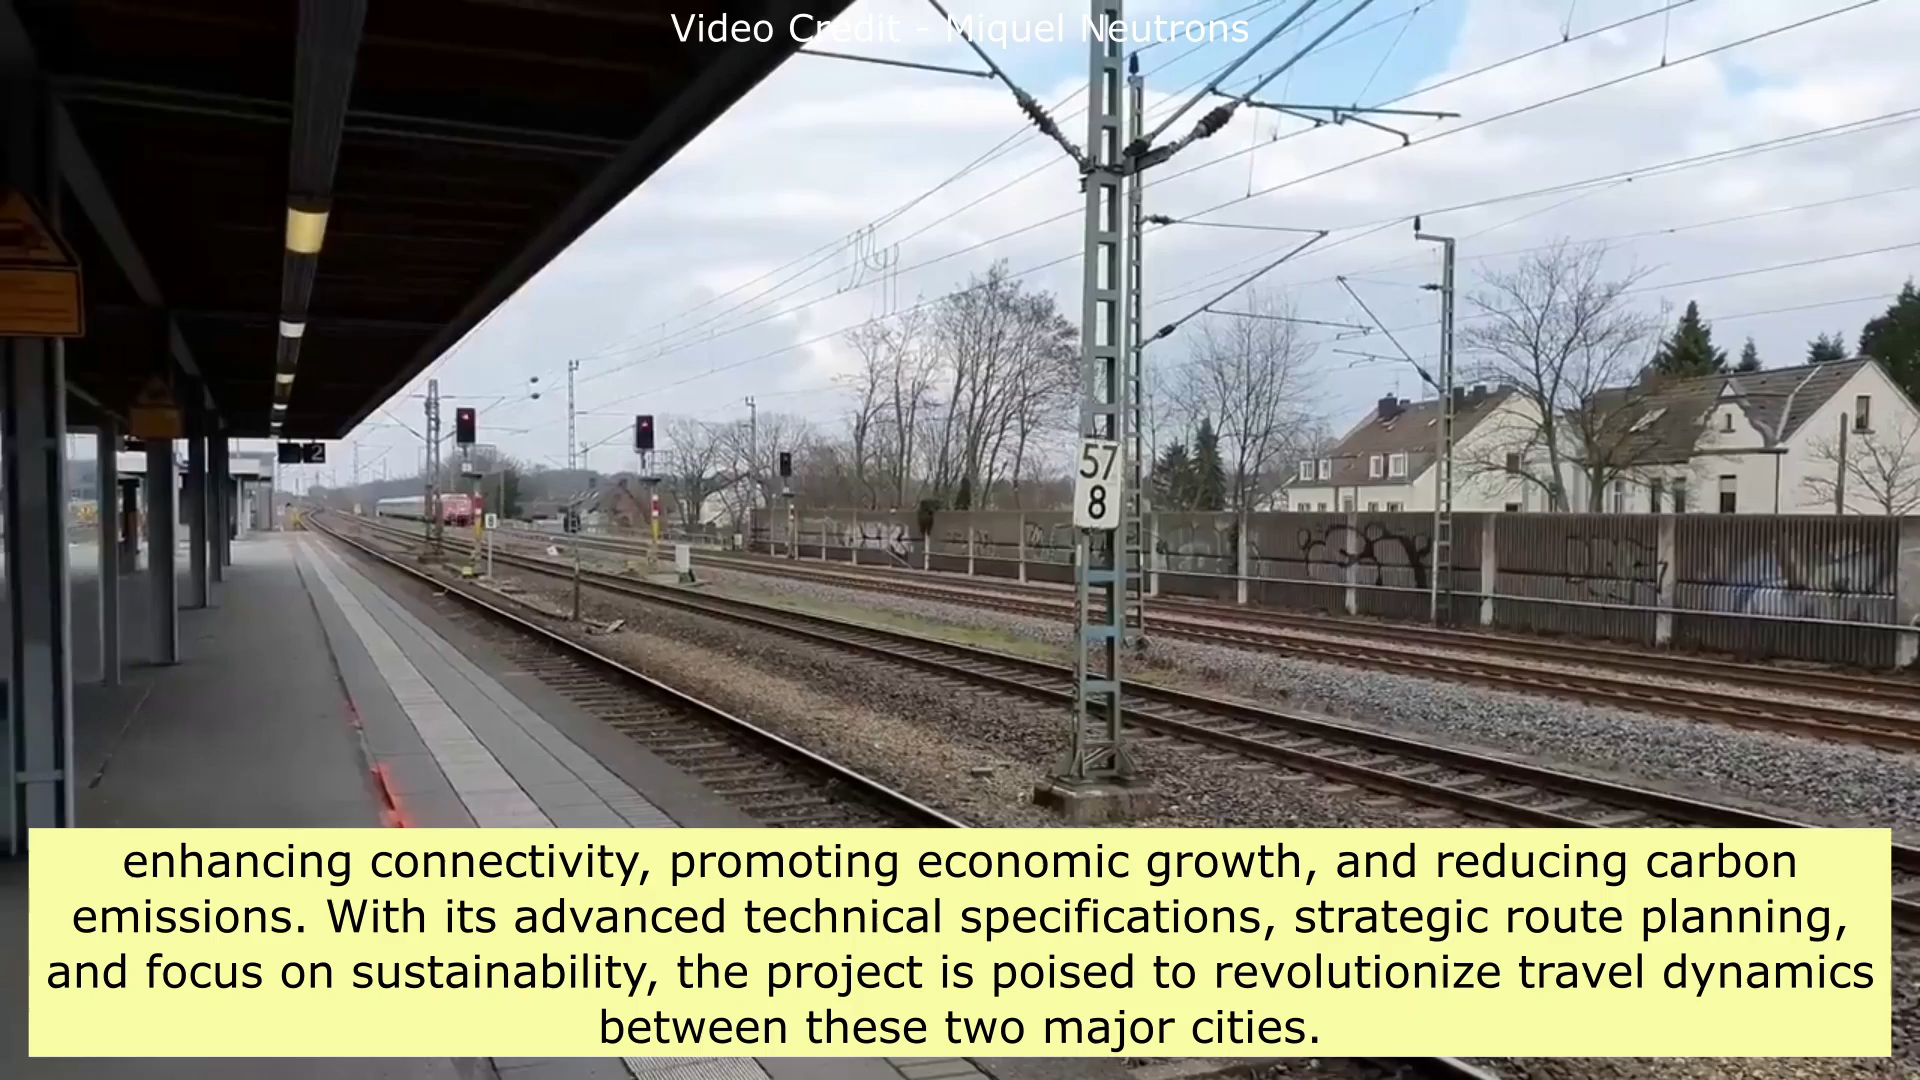 Video Credit - Miquel Neutrons
2
57
8
enhancing connectivity, promoting economic growth, and reducing carbon
emissions. With its advanced technical specifications, strategic route planning,
and focus on sustainability, the project is poised to revolutionize travel dynamics
between these two major cities.